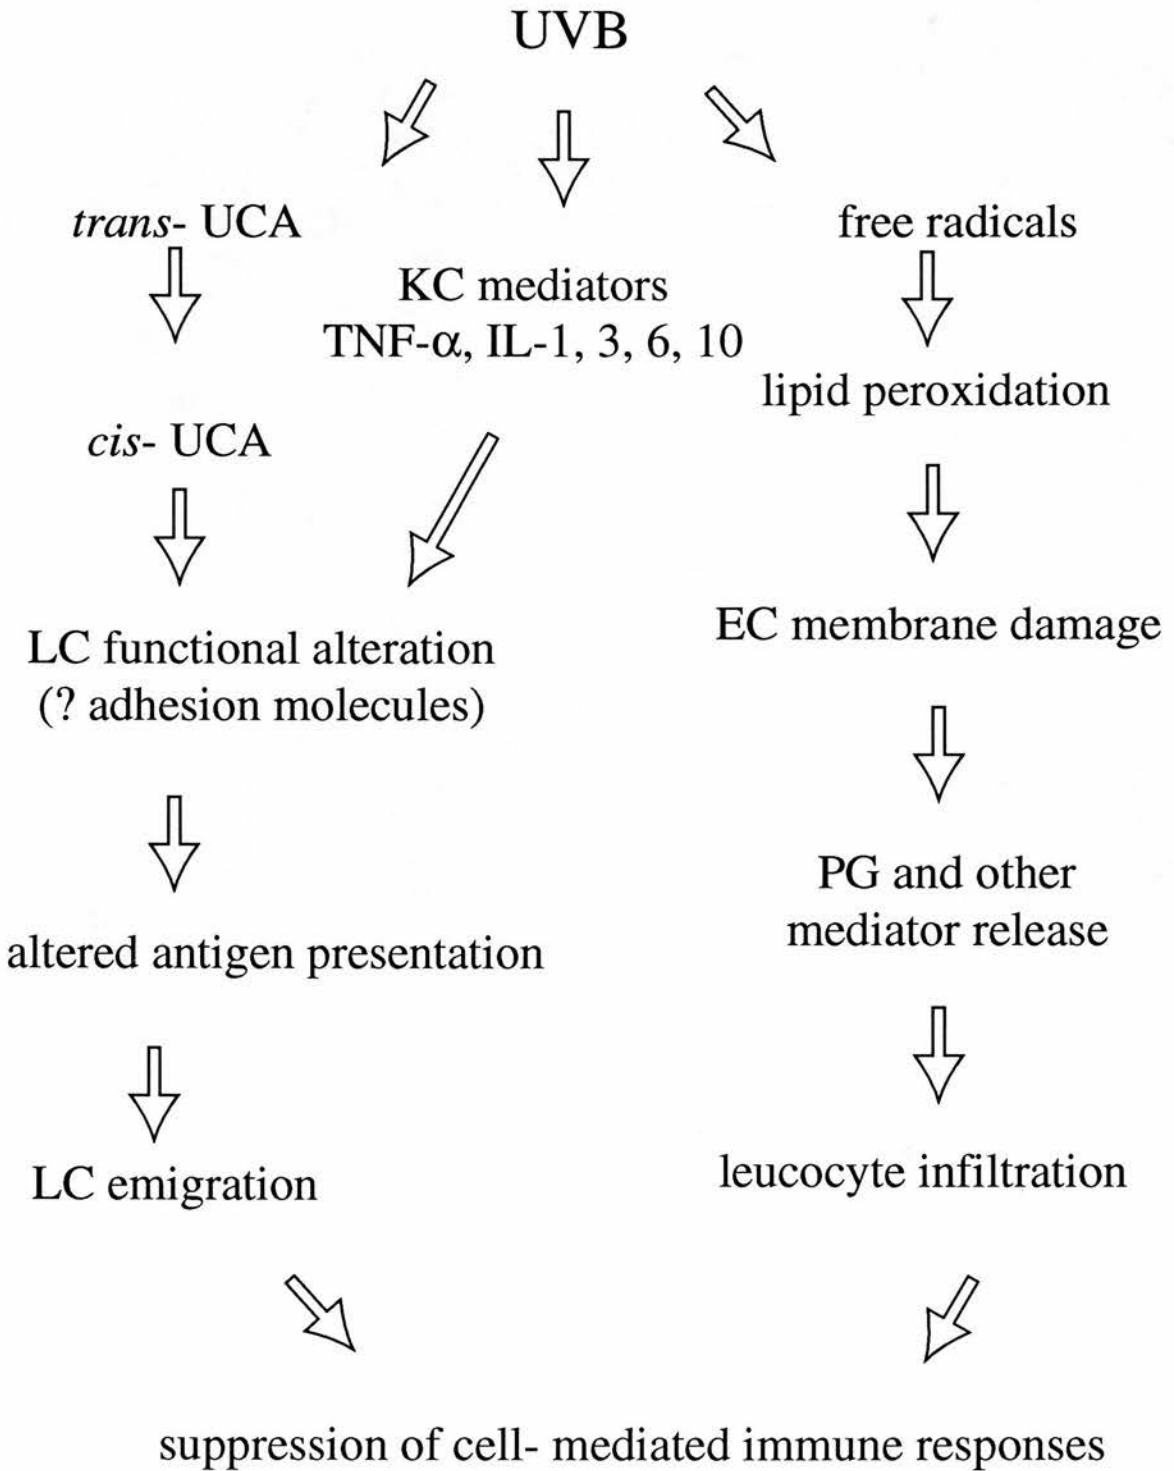 UVB
trans- UCA
free radicals
KC mediators
TNF-α, IL-1, 3, 6, 10
lipid peroxidation
cis- UCA
EC membrane damage
LC functional alteration
(? adhesion molecules)
PG and other
mediator release
altered antigen presentation
leucocyte infiltration
LC emigration
suppression of cell- mediated immune responses